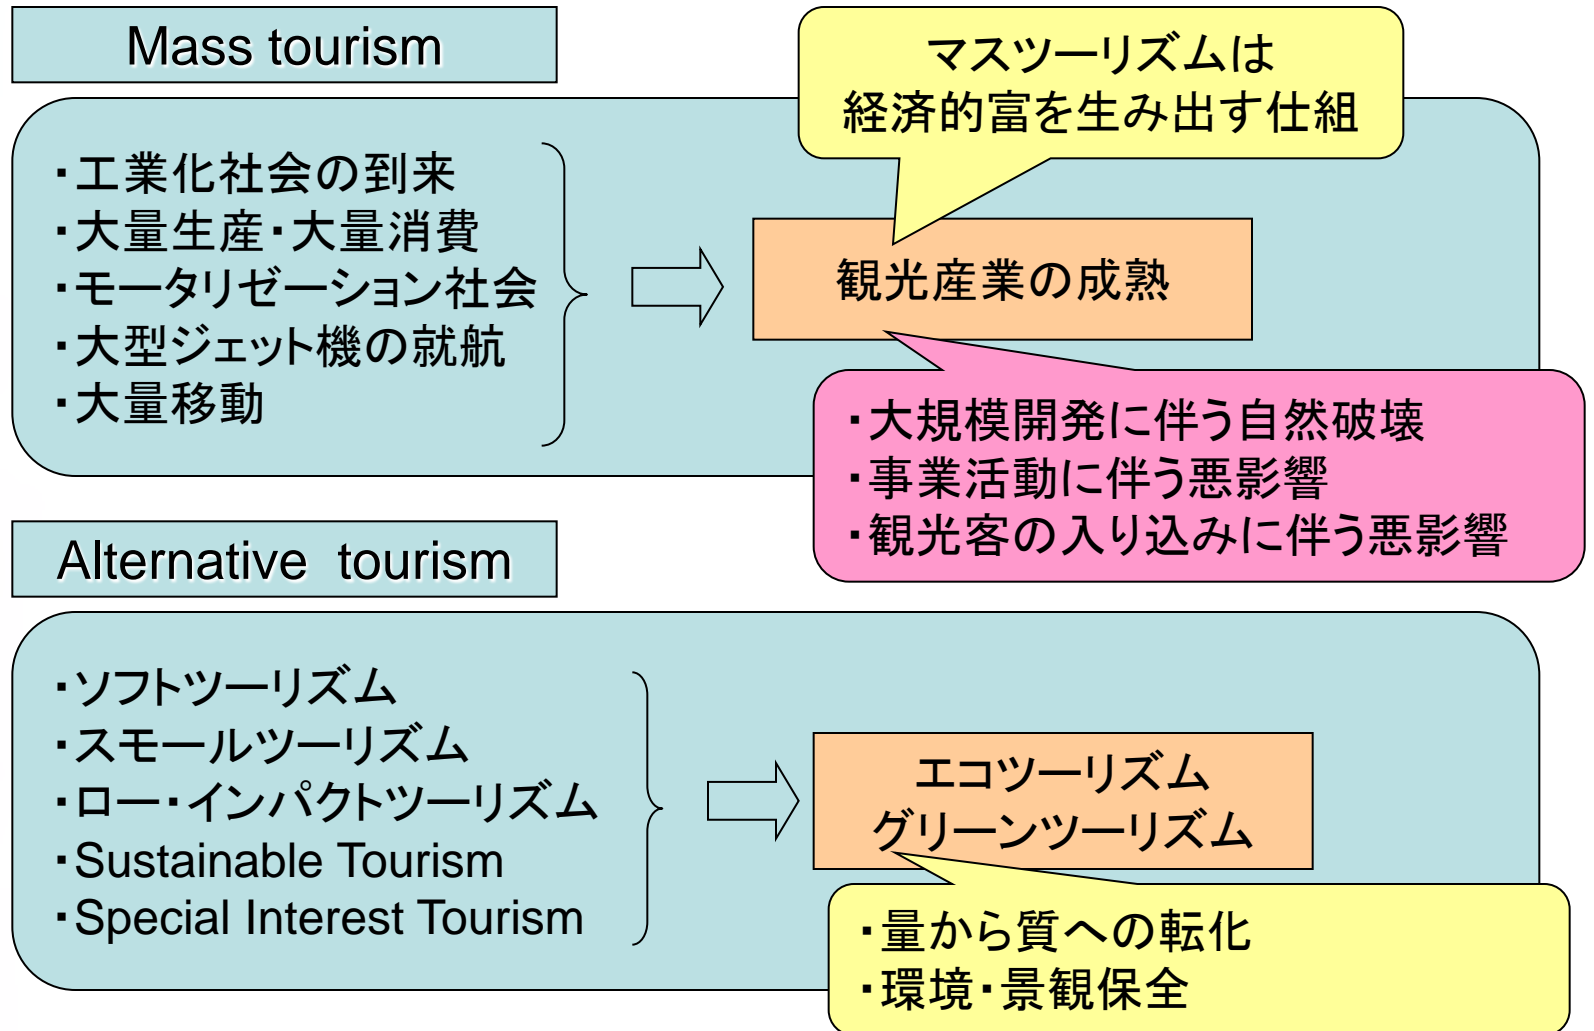 Mass tourism
マスツーリズムは
経済的富を生み出す仕組
・工業化社会の到来
・大量生産・大量消費
・モータリゼーション社会
・大型ジェット機の就航
・大量移動
観光産業の成熟
・大規模開発に伴う自然破壊
・事業活動に伴う悪影響
・観光客の入り込みに伴う悪影響
Alternative tourism
・ソフトツーリズム
・スモールツーリズム
・ロー・インパクトツーリズム
・Sustainable Tourism
・Special Interest Tourism
エコツーリズム
グリーンツーリズム
・量から質への転化
・環境・景観保全